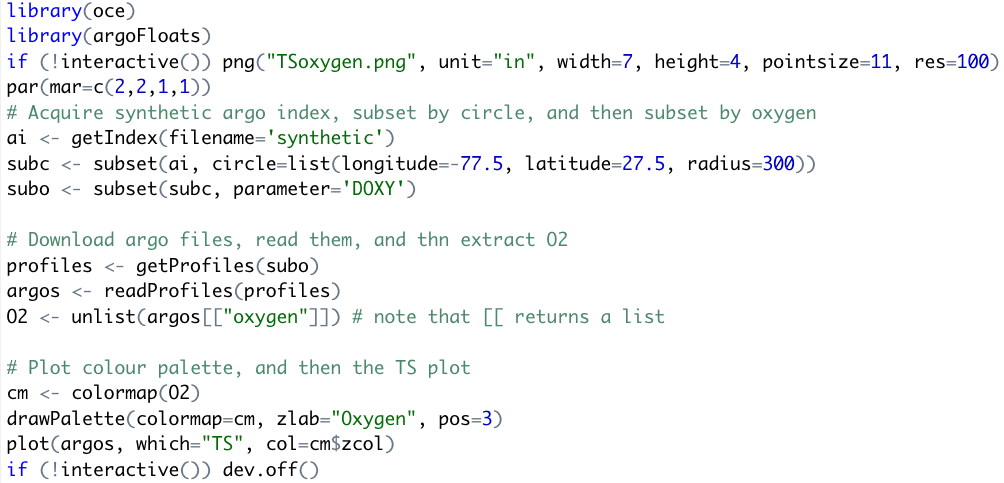 library(oce)
library(argoFloats)
if (!interactive()) png("TSoxygen.png", unit="in", width=7, height=4, pointsize=11, res=100)
par(mar=c(2,2,1,1))
# Acquire synthetic argo index, subset by circle, and then subset by oxygen
ai <- getIndex(filename='synthetic')
subc <- subset(ai, circle=list(longitude=-77.5, latitude=27.5, radius=300))
subo <- subset(subc, parameter='DOXY')

# Download argo files, read them, and thn extract O2
profiles <- getProfiles(subo)
argos <- readProfiles(profiles)
O2 <- unlist(argos[["oxygen"]]) # note that [[ returns a list

# Plot colour palette, and then the TS plot
cm <- colormap(O2)
drawPalette(colormap=cm, zlab="Oxygen", pos=3)
plot(argos, which="TS", col=cm$zcol)
if (!interactive()) dev.off()